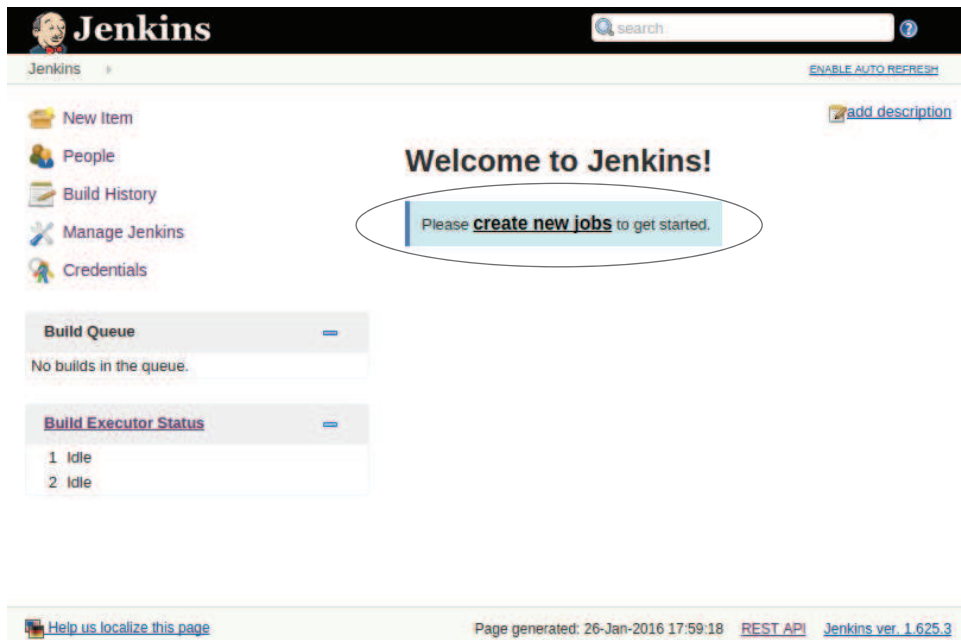 Jenkins
search
Jenkins
ENABLE AUTO REFRESH
New Item
People
Build History
Manage Jenkins
Credentials
Build Queue
No builds in the queue.
Build Executor Status
1 Idle
2 Idle
add description
Welcome to Jenkins!
Please create new jobs to get started.
Help us localize this page
Page generated: 26-Jan-2016 17:59:18 REST API Jenkins ver. 1.625.3